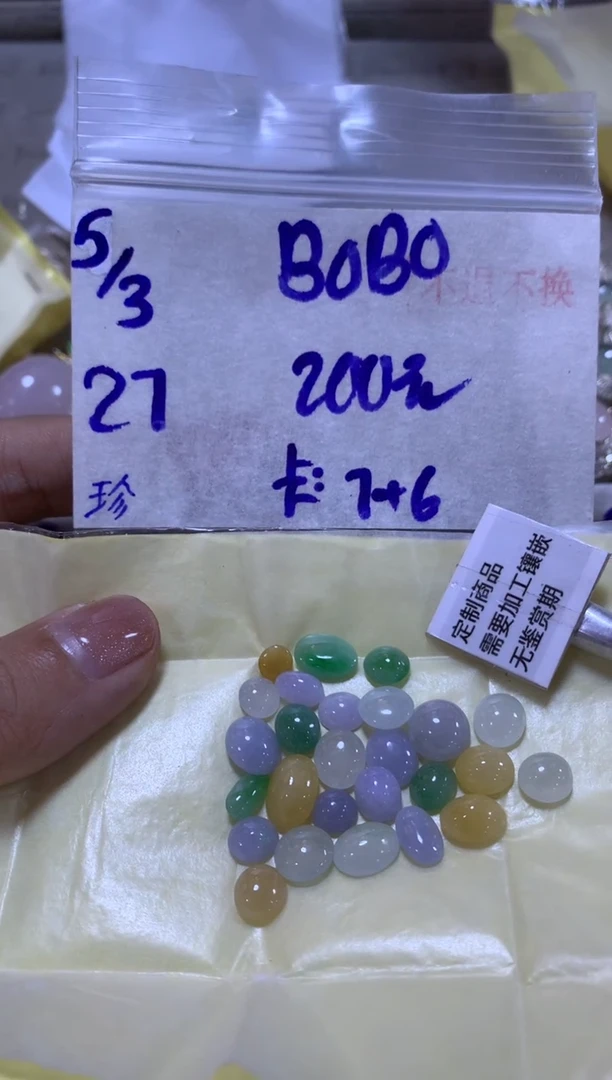 5/3
BOBO
不退不换
27
200元
珍
卡: 7+6
定制商品
需要加工镶嵌
无鉴赏期